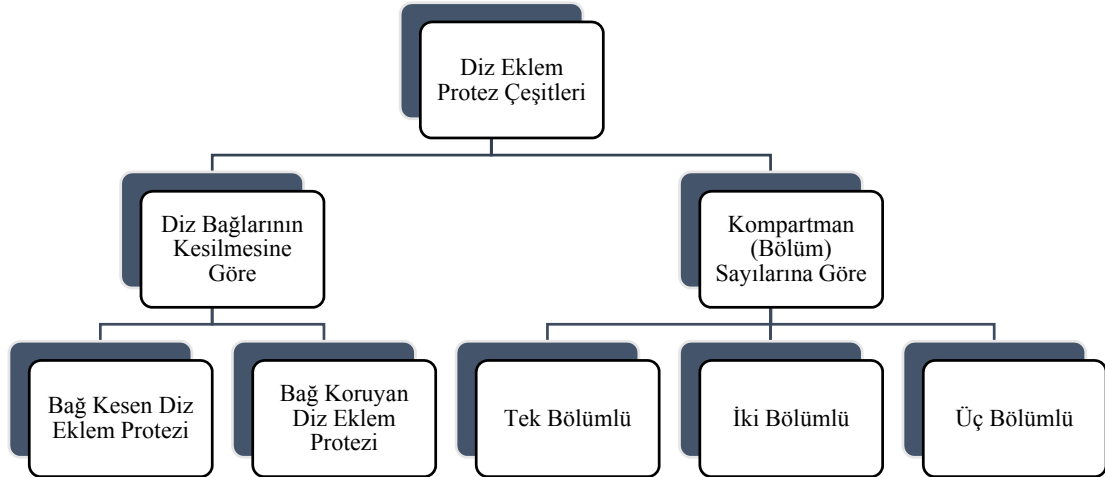 Diz Eklem
Protez Çeşitleri
Diz Bağlarının
Kesilmesine
Göre
Kompartman
(Bölüm)
Sayılarına Göre
Bağ Kesen Diz
Eklem Protezi
Bağ Koruyan
Diz Eklem
Protezi
Tek Bölümlü
İki Bölümlü
Üç Bölümlü